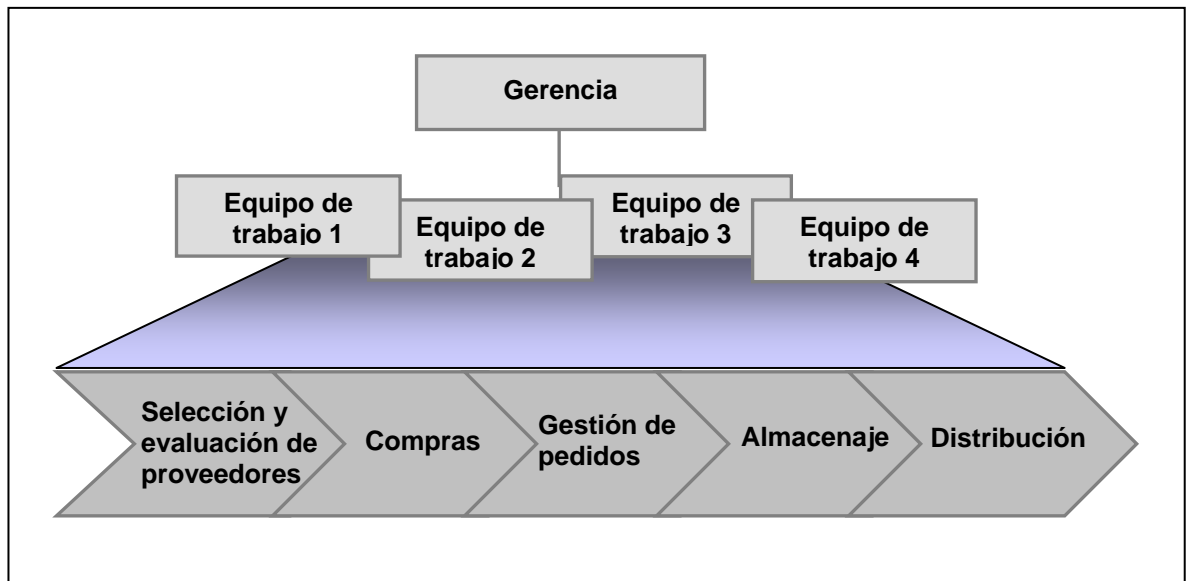 Gerencia
Equipo de
trabajo 1
Equipo de
trabajo 2
Equipo de
trabajo 3
Equipo de
trabajo 4
Selección y
evaluación de
proveedores
Compras
Gestión de
pedidos
Almacenaje
Distribución